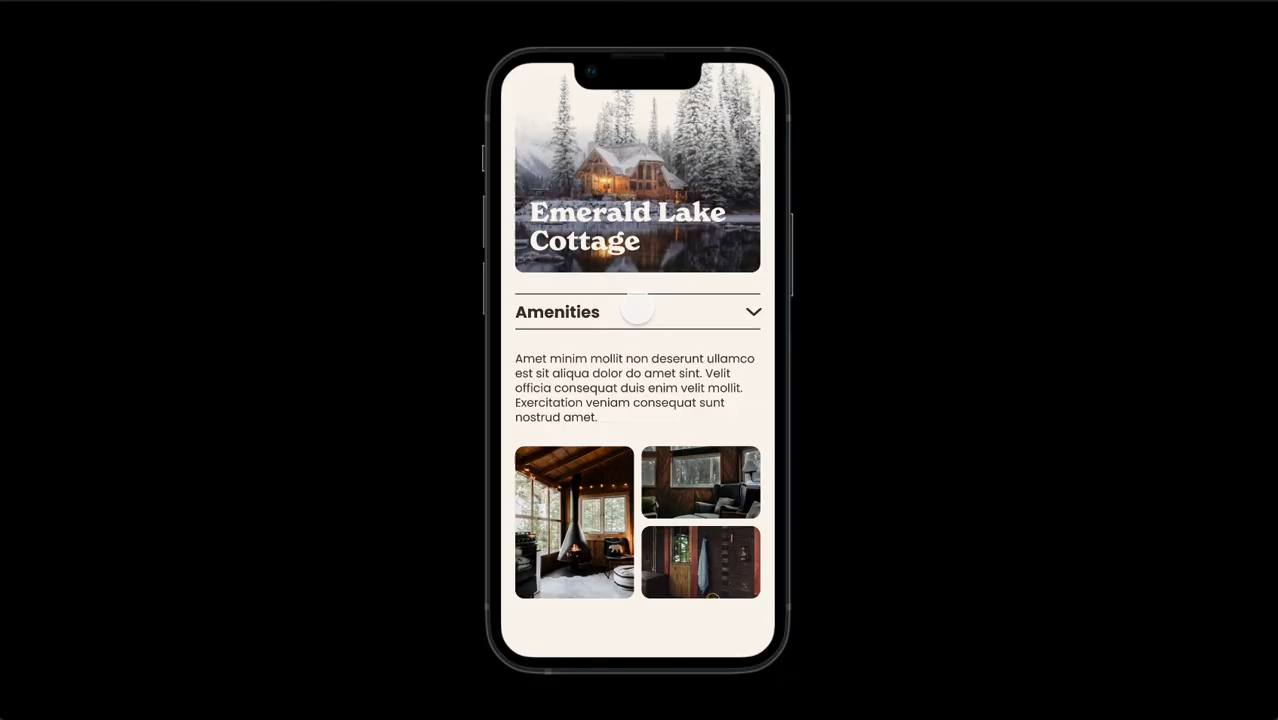 Emerald Lake
Cottage
Amenities
Amet minim mollit non deserunt ullamco
est sit aliqua dolor do amet sint. Velit
officia consequat duis enim velit mollit.
Exercitation veniam consequat sunt
nostrud amet.